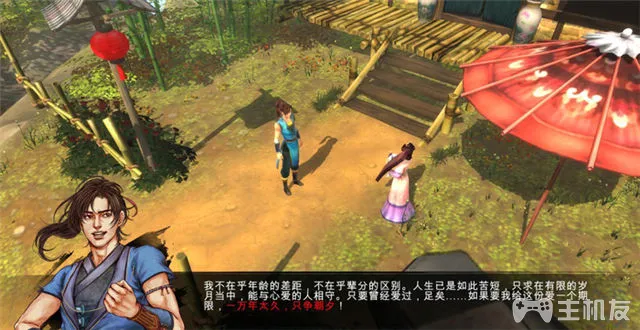 我不在乎年龄的差距，不在乎辈分的区别。人生已是如此苦短，只求在有限的岁
月当中，能与心爱的人相守。只要曾经爱过，足矣……如果要我给这份爱一个期
限，一万年太久，只争朝夕！
主机友